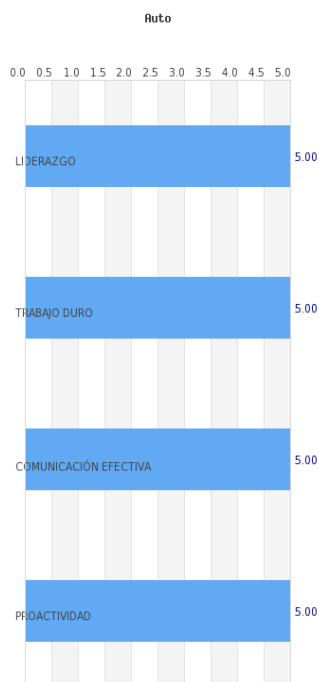 Auto
0.0 0.5 1.0 1.5 2.0 2.5 3.0 3.5 4.0 4.5 5.0
LIDERAZGO 5.00
TRABAJO DURO 5.00
COMUNICACIÓN EFECTIVA 5.00
PROACTIVIDAD 5.00